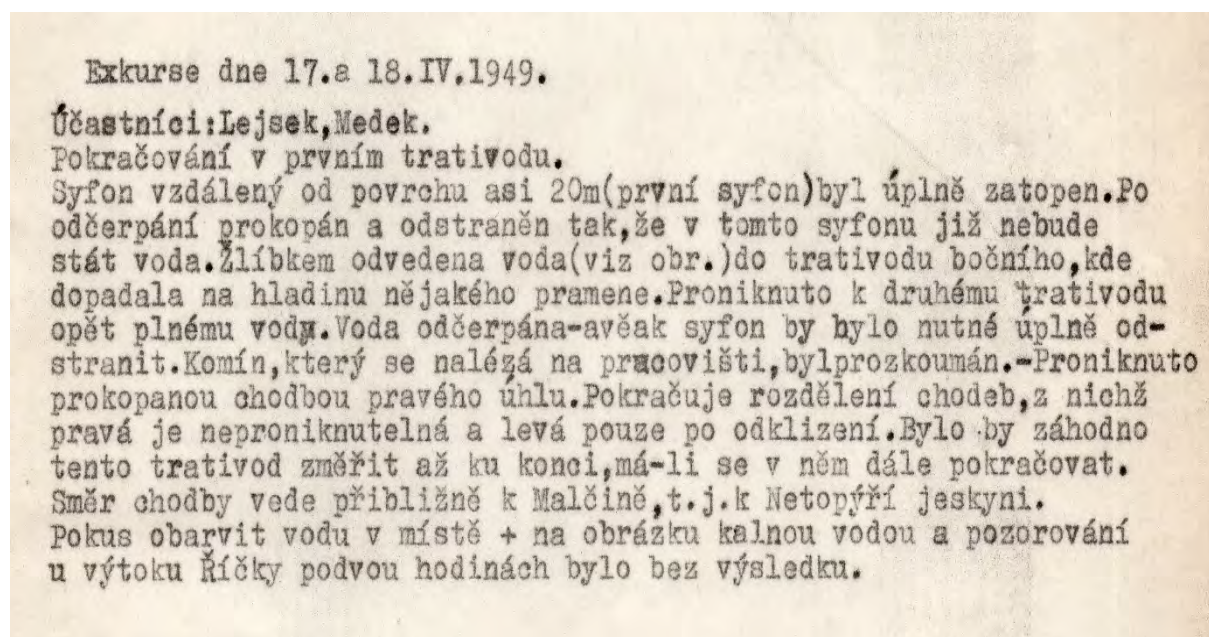 Exkurse dne 17.a 18.IV.1949.
Účastníci:Lejsek,Medek.
Pokračování v prvním trativodu.
Syfon vzdálený od povrchu asi 20m(první syfon)byl úplně zatopen.Po
odčerpání prokopán a odstraněn tak,že v tomto syfonu již nebude
stát voda.Žlíbkem odvedena voda(viz obr.)do trativodu bočního,kde
dopadala na hladinu nějakého pramene.Proniknuto k druhému trativodu
opět plnému vody.Voda odčerpána-avěak syfon by bylo nutné úplně od-
stranit.Komín,který se nalézá na pracovišti,bylprozkoumán.-Proniknuto
prokopanou chodbou pravého úhlu.Pokračuje rozdělení chodeb,z nichž
pravá je neproniknutelná a levá pouze po odklizení.Bylo by záhodno
tento trativod změřit až ku konci,má-li se v něm dále pokračovat.
Směr chodby vede přibližně k Malčině,t.j.k Netopýří jeskyni.
Pokus obarvit vodu v místě + na obrázku kalnou vodou a pozorování
u výtoku Říčky podvou hodinách bylo bez výsledku.